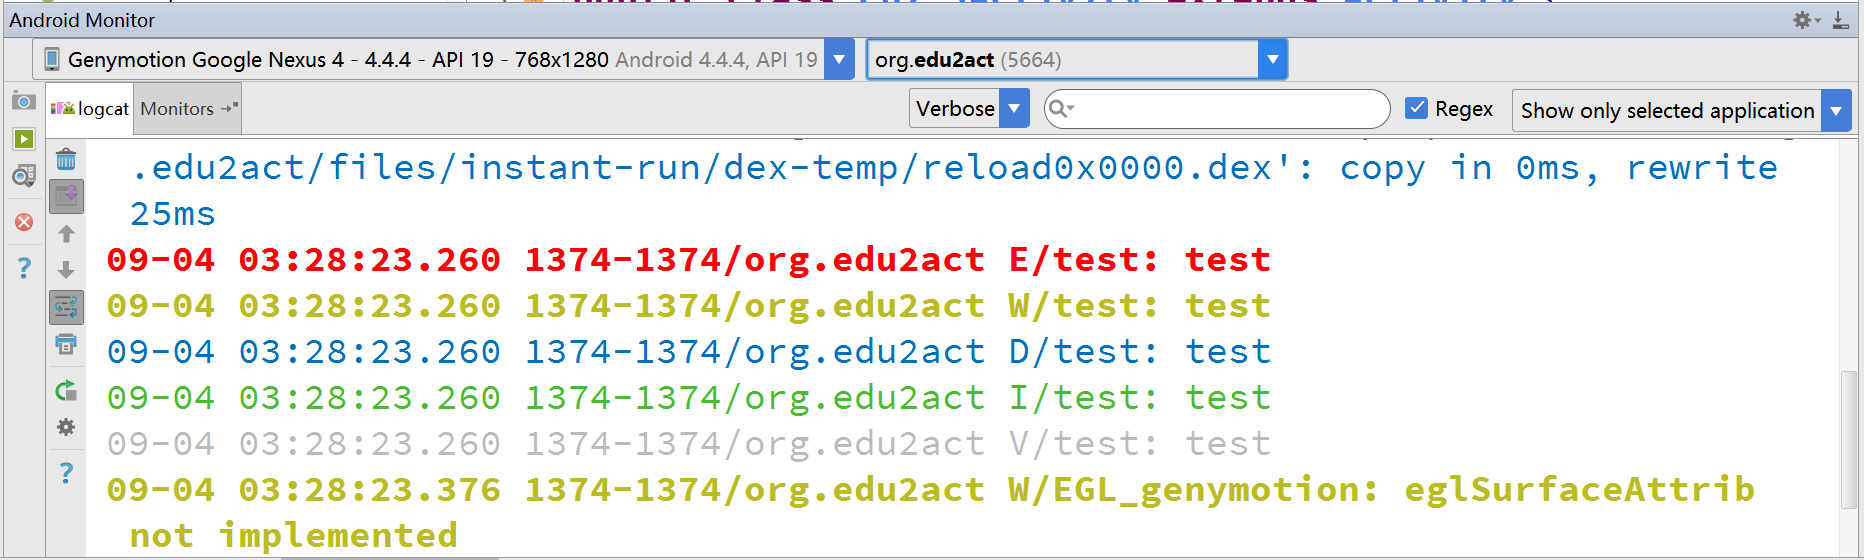 Android Monitor
Genymotion Google Nexus 4 - 4.4.4 - API 19 - 768x1280 Android 4.4.4, API 19
org.edu2act (5664)
logcat
Monitors
Verbose
Regex
Show only selected application
.edu2act/files/instant-run/dex-temp/reload0x0000.dex': copy in 0ms, rewrite
25ms
09-04 03:28:23.260 1374-1374/org.edu2act E/test: test
09-04 03:28:23.260 1374-1374/org.edu2act W/test: test
09-04 03:28:23.260 1374-1374/org.edu2act D/test: test
09-04 03:28:23.260 1374-1374/org.edu2act I/test: test
09-04 03:28:23.260 1374-1374/org.edu2act V/test: test
09-04 03:28:23.376 1374-1374/org.edu2act W/EGL_genymotion: eglSurfaceAttrib
not implemented